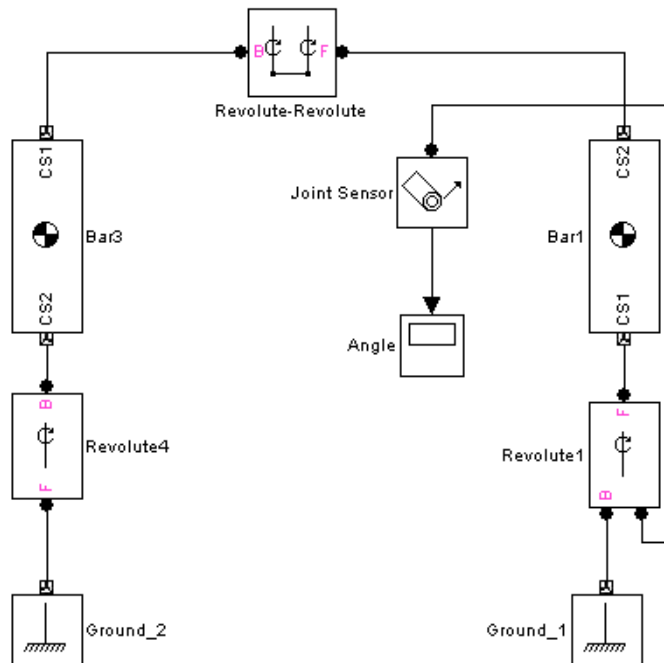 B F
Revolute-Revolute
CS1
CS2
Joint Sensor
Bar3
Bar1
CS2
CS1
Angle
B
F
Revolute4
Revolute1
F
B
Ground_2
Ground_1